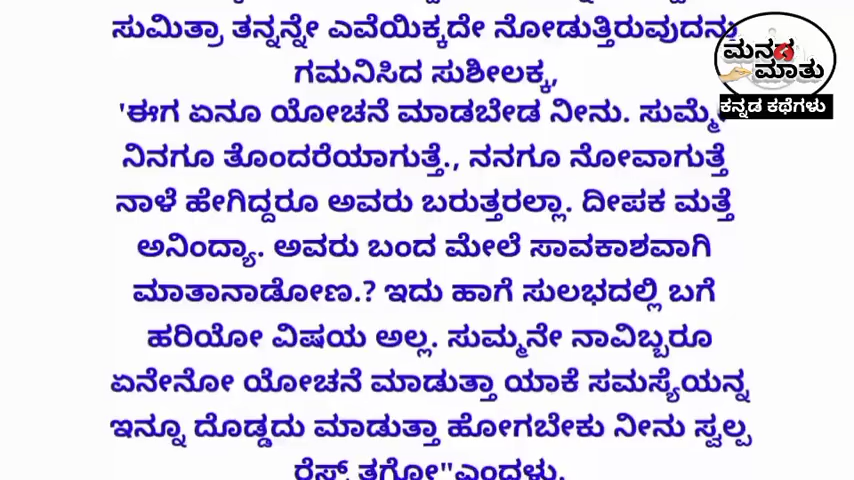 ಸುಮಿತ್ರಾ ತನ್ನನ್ನೇ ಎವೆಯಿಕ್ಕದೇ ನೋಡುತ್ತಿರುವುದನ್ನು
ಗಮನಿಸಿದ ಸುಶೀಲಕ್ಕ,
'ಈಗ ಏನೂ ಯೋಚನೆ ಮಾಡಬೇಡ ನೀನು. ಸುಮ್ಮನೆ
ನಿನಗೂ ತೊಂದರೆಯಾಗುತ್ತೆ., ನನಗೂ ನೋವಾಗುತ್ತೆ
ನಾಳೆ ಹೇಗಿದ್ದರೂ ಅವರು ಬರುತ್ತರಲ್ಲಾ. ದೀಪಕ ಮತ್ತೆ
ಅನಿಂದ್ಯಾ. ಅವರು ಬಂದ ಮೇಲೆ ಸಾವಕಾಶವಾಗಿ
ಮಾತಾನಾಡೋಣ.? ಇದು ಹಾಗೆ ಸುಲಭದಲ್ಲಿ ಬಗೆ
ಹರಿಯೋ ವಿಷಯ ಅಲ್ಲ. ಸುಮ್ಮನೇ ನಾವಿಬ್ಬರೂ
ಏನೇನೋ ಯೋಚನೆ ಮಾಡುತ್ತಾ ಯಾಕೆ ಸಮಸ್ಯೆಯನ್ನ
ಇನ್ನೂ ದೊಡ್ಡದು ಮಾಡುತ್ತಾ ಹೋಗಬೇಕು ನೀನು ಸ್ವಲ್ಪ
ರೆಸ್ಟ್ ತಗೋ"ಎಂದಳು.
ಮನದ
ಮಾತು
ಕನ್ನಡ ಕಥೆಗಳು